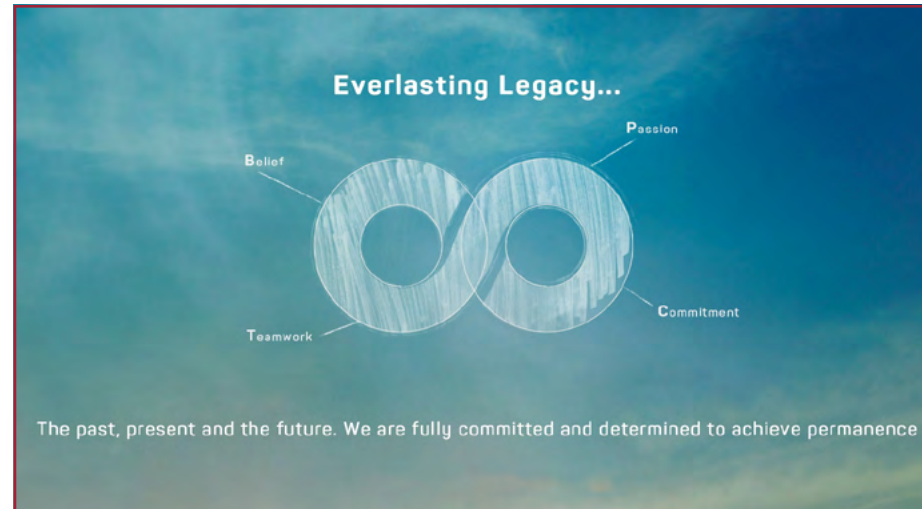 Everlasting Legacy...
Passion
Belief
Commitment
Teamwork
The past, present and the future. We are fully committed and determined to achieve permanence